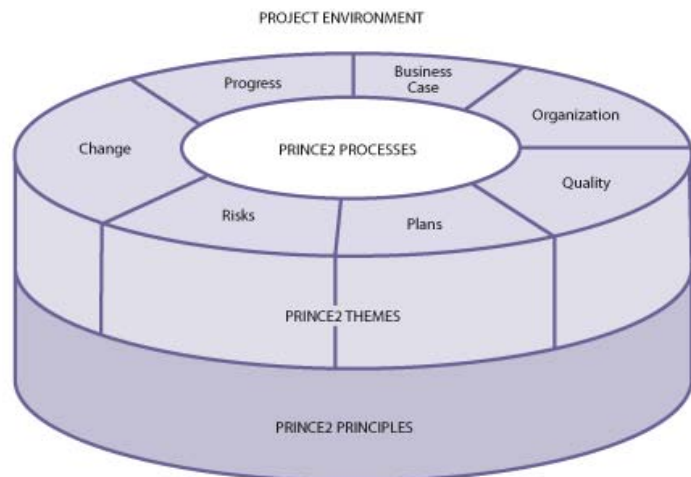 PROJECT ENVIRONMENT
Progress
Business
Case
Organization
Change
PRINCE2 PROCESSES
Quality
Risks
Plans
PRINCE2 THEMES
PRINCE2 PRINCIPLES